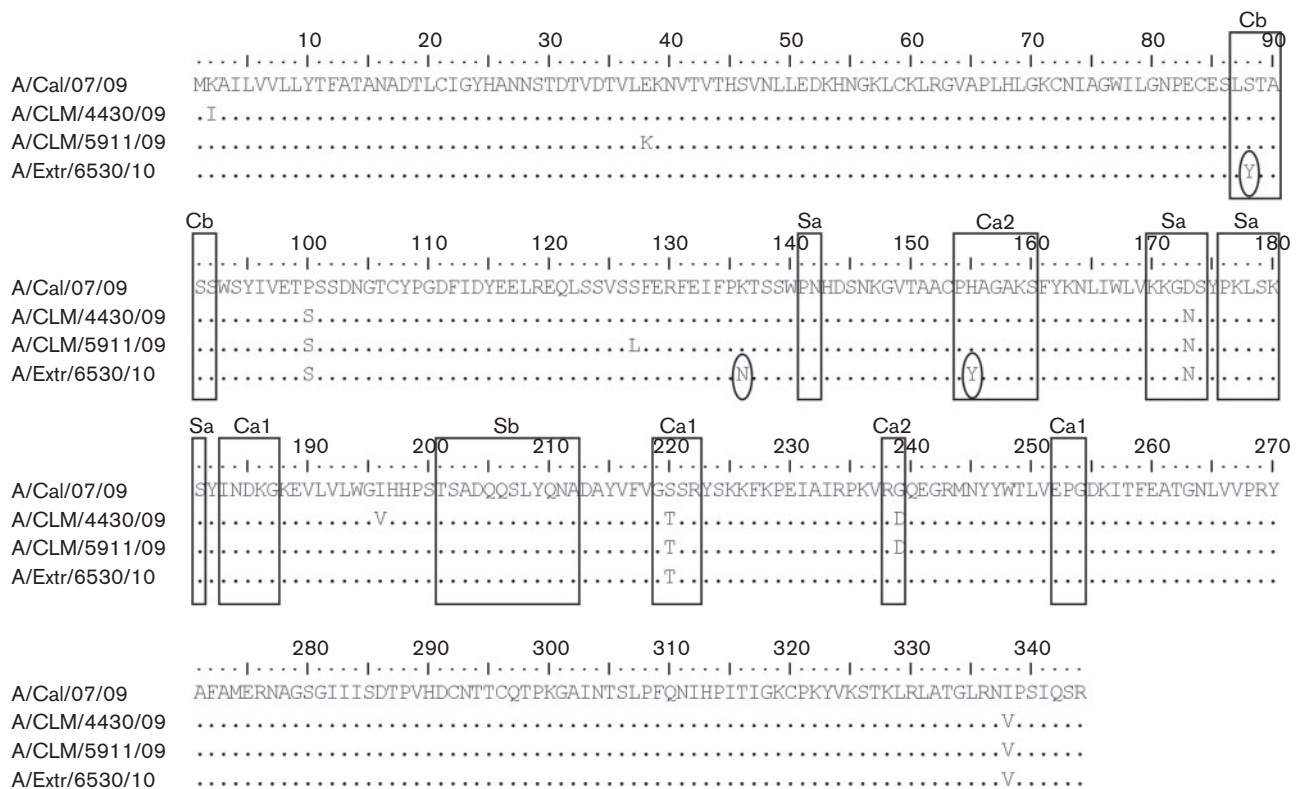 Cb
10 20 30 40 50 60 70 80 90
....|....|....|....|....|....|....|....|....|....|....|....|....|....|....|....|....|....|
A/Cal/07/09 MKAILVVLLYTFATANADTLCIGYHANNSTDTVDTVLEKNVTVTHSVNLLEDKHNGKLCKLRGVAPLHLGKCNIAGWILGNPECESLSTA
A/CLM/4430/09 .I........................................................................................
A/CLM/5911/09 .....................................K....................................................
A/Extr/6530/10 .......................................................................................Y..
Cb Sa Ca2 Sa Sa
100 110 120 130 140 150 160 170 180
....|....|....|....|....|....|....|....|....|....|....|....|....|....|....|....|....|....|
A/Cal/07/09 SSWSYIVETPSSDNGTCYPGDFIDYEELREQLSSVSSFERFEIFPKTSSWPNHDSNKGVTAACPHAGAKSFYKNLIWLVKKGDSYPKLSK
A/CLM/4430/09 .........S........................................................................N.......
A/CLM/5911/09 .........S..........................L.............................................N.......
A/Extr/6530/10 .........S...................................N..................Y.................N.......
Sa Ca1 Sb Ca1 Ca2 Ca1
190 200 210 220 230 240 250 260 270
....|....|....|....|....|....|....|....|....|....|....|....|....|....|....|....|....|....|
A/Cal/07/09 SYINDKGKEVLVLWGIHHPSTSADQQSLYQNADAYVFVGSSRYSKKFKPEIAIRPKVRGQEGRMNYYWTLVEPGDKITFEATGNLVVPRY
A/CLM/4430/09 ...............V.......................T..................D...............................
A/CLM/5911/09 .......................................T..................D...............................
A/Extr/6530/10 .......................................T..................................................
280 290 300 310 320 330 340
....|....|....|....|....|....|....|....|....|....|....|....|....|....|....
A/Cal/07/09 AFAMERNAGSGIIISDTPVHDCNTTCQTPKGAINTSLPFQNIHPITIGKCPKYVKSTKLRLATGLRNIPSIQSR
A/CLM/4430/09 ...................................................................V......
A/CLM/5911/09 ...................................................................V......
A/Extr/6530/10 ...................................................................V......